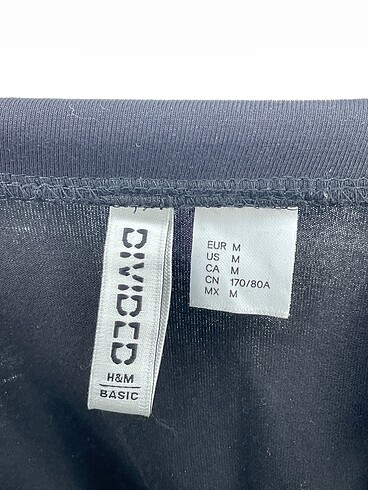 DIVIDED
H&M
BASIC
EUR M
US M
CA M
CN 170/80A
MX M